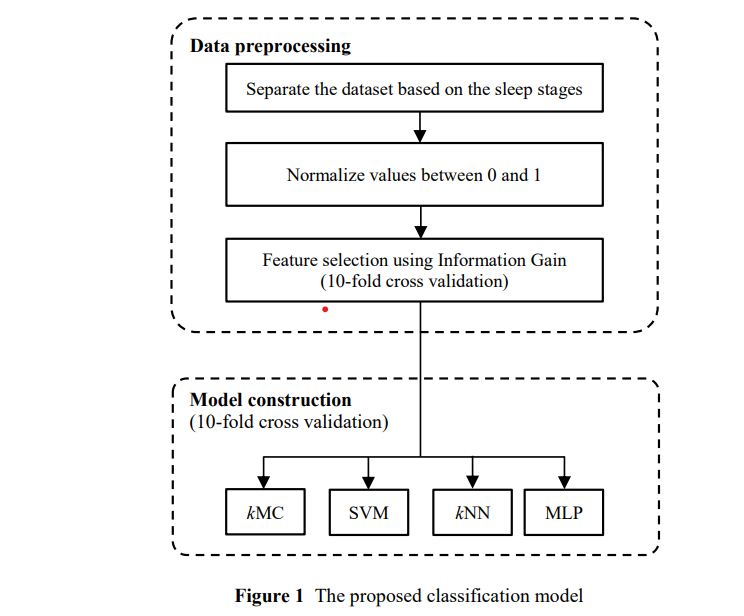 Data preprocessing
Separate the dataset based on the sleep stages
Normalize values between 0 and 1
Feature selection using Information Gain
(10-fold cross validation)
Model construction
(10-fold cross validation)
kMC
SVM
kNN
MLP
Figure 1 The proposed classification model